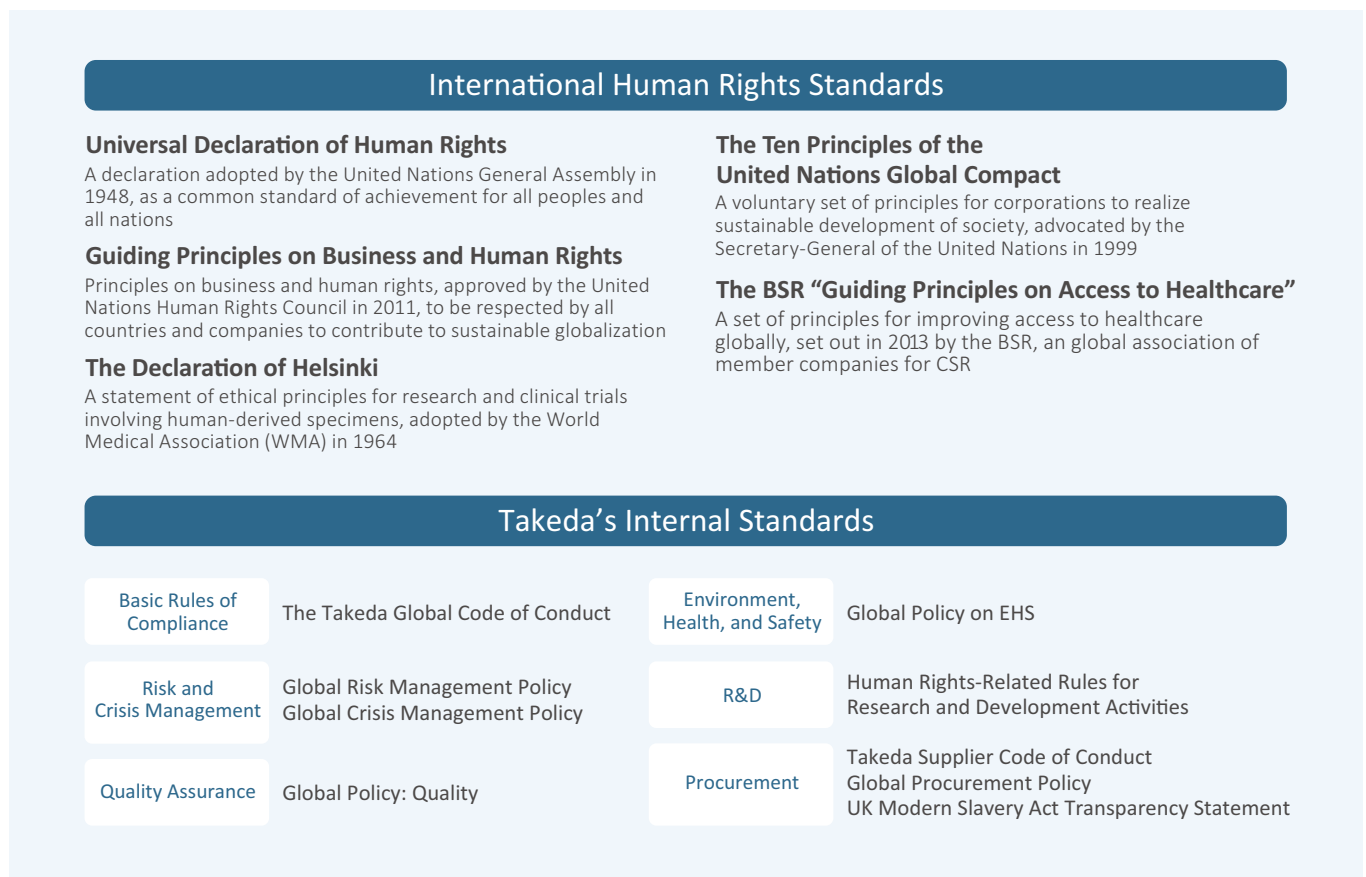 International Human Rights Standards
Universal Declaration of Human Rights
A declaration adopted by the United Nations General Assembly in
1948, as a common standard of achievement for all peoples and
all nations
Guiding Principles on Business and Human Rights
Principles on business and human rights, approved by the United
Nations Human Rights Council in 2011, to be respected by all
countries and companies to contribute to sustainable globalization
The Declaration of Helsinki
A statement of ethical principles for research and clinical trials
involving human-derived specimens, adopted by the World
Medical Association (WMA) in 1964
The Ten Principles of the
United Nations Global Compact
A voluntary set of principles for corporations to realize
sustainable development of society, advocated by the
Secretary-General of the United Nations in 1999
The BSR “Guiding Principles on Access to Healthcare”
A set of principles for improving access to healthcare
globally, set out in 2013 by the BSR, an global association of
member companies for CSR
Takeda’s Internal Standards
Basic Rules of
Compliance
The Takeda Global Code of Conduct
Risk and
Crisis Management
Global Risk Management Policy
Global Crisis Management Policy
Quality Assurance
Global Policy: Quality
Environment,
Health, and Safety
Global Policy on EHS
R&D
Human Rights-Related Rules for
Research and Development Activities
Procurement
Takeda Supplier Code of Conduct
Global Procurement Policy
UK Modern Slavery Act Transparency Statement